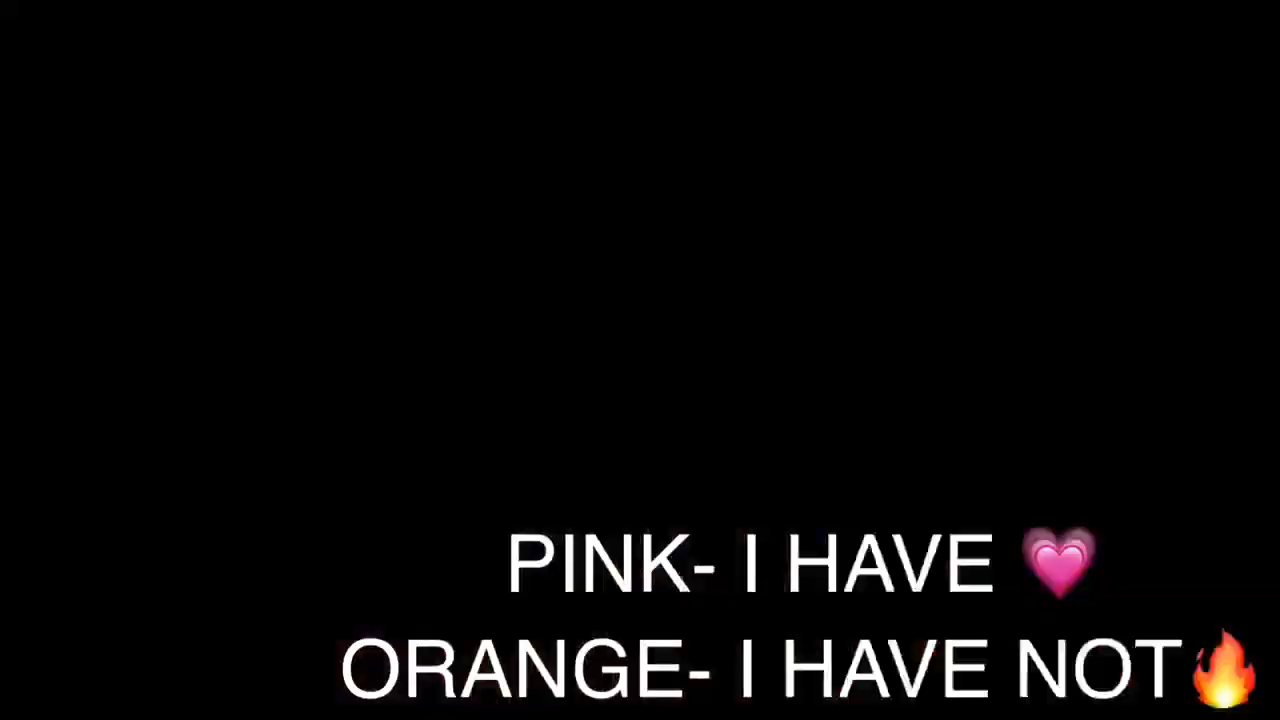 PINK- I HAVE 💗
ORANGE- I HAVE NOT🔥